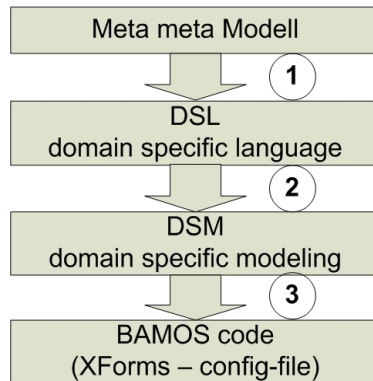 Meta meta Modell
1
DSL
domain specific language
2
DSM
domain specific modeling
3
BAMOS code
(XForms – config-file)